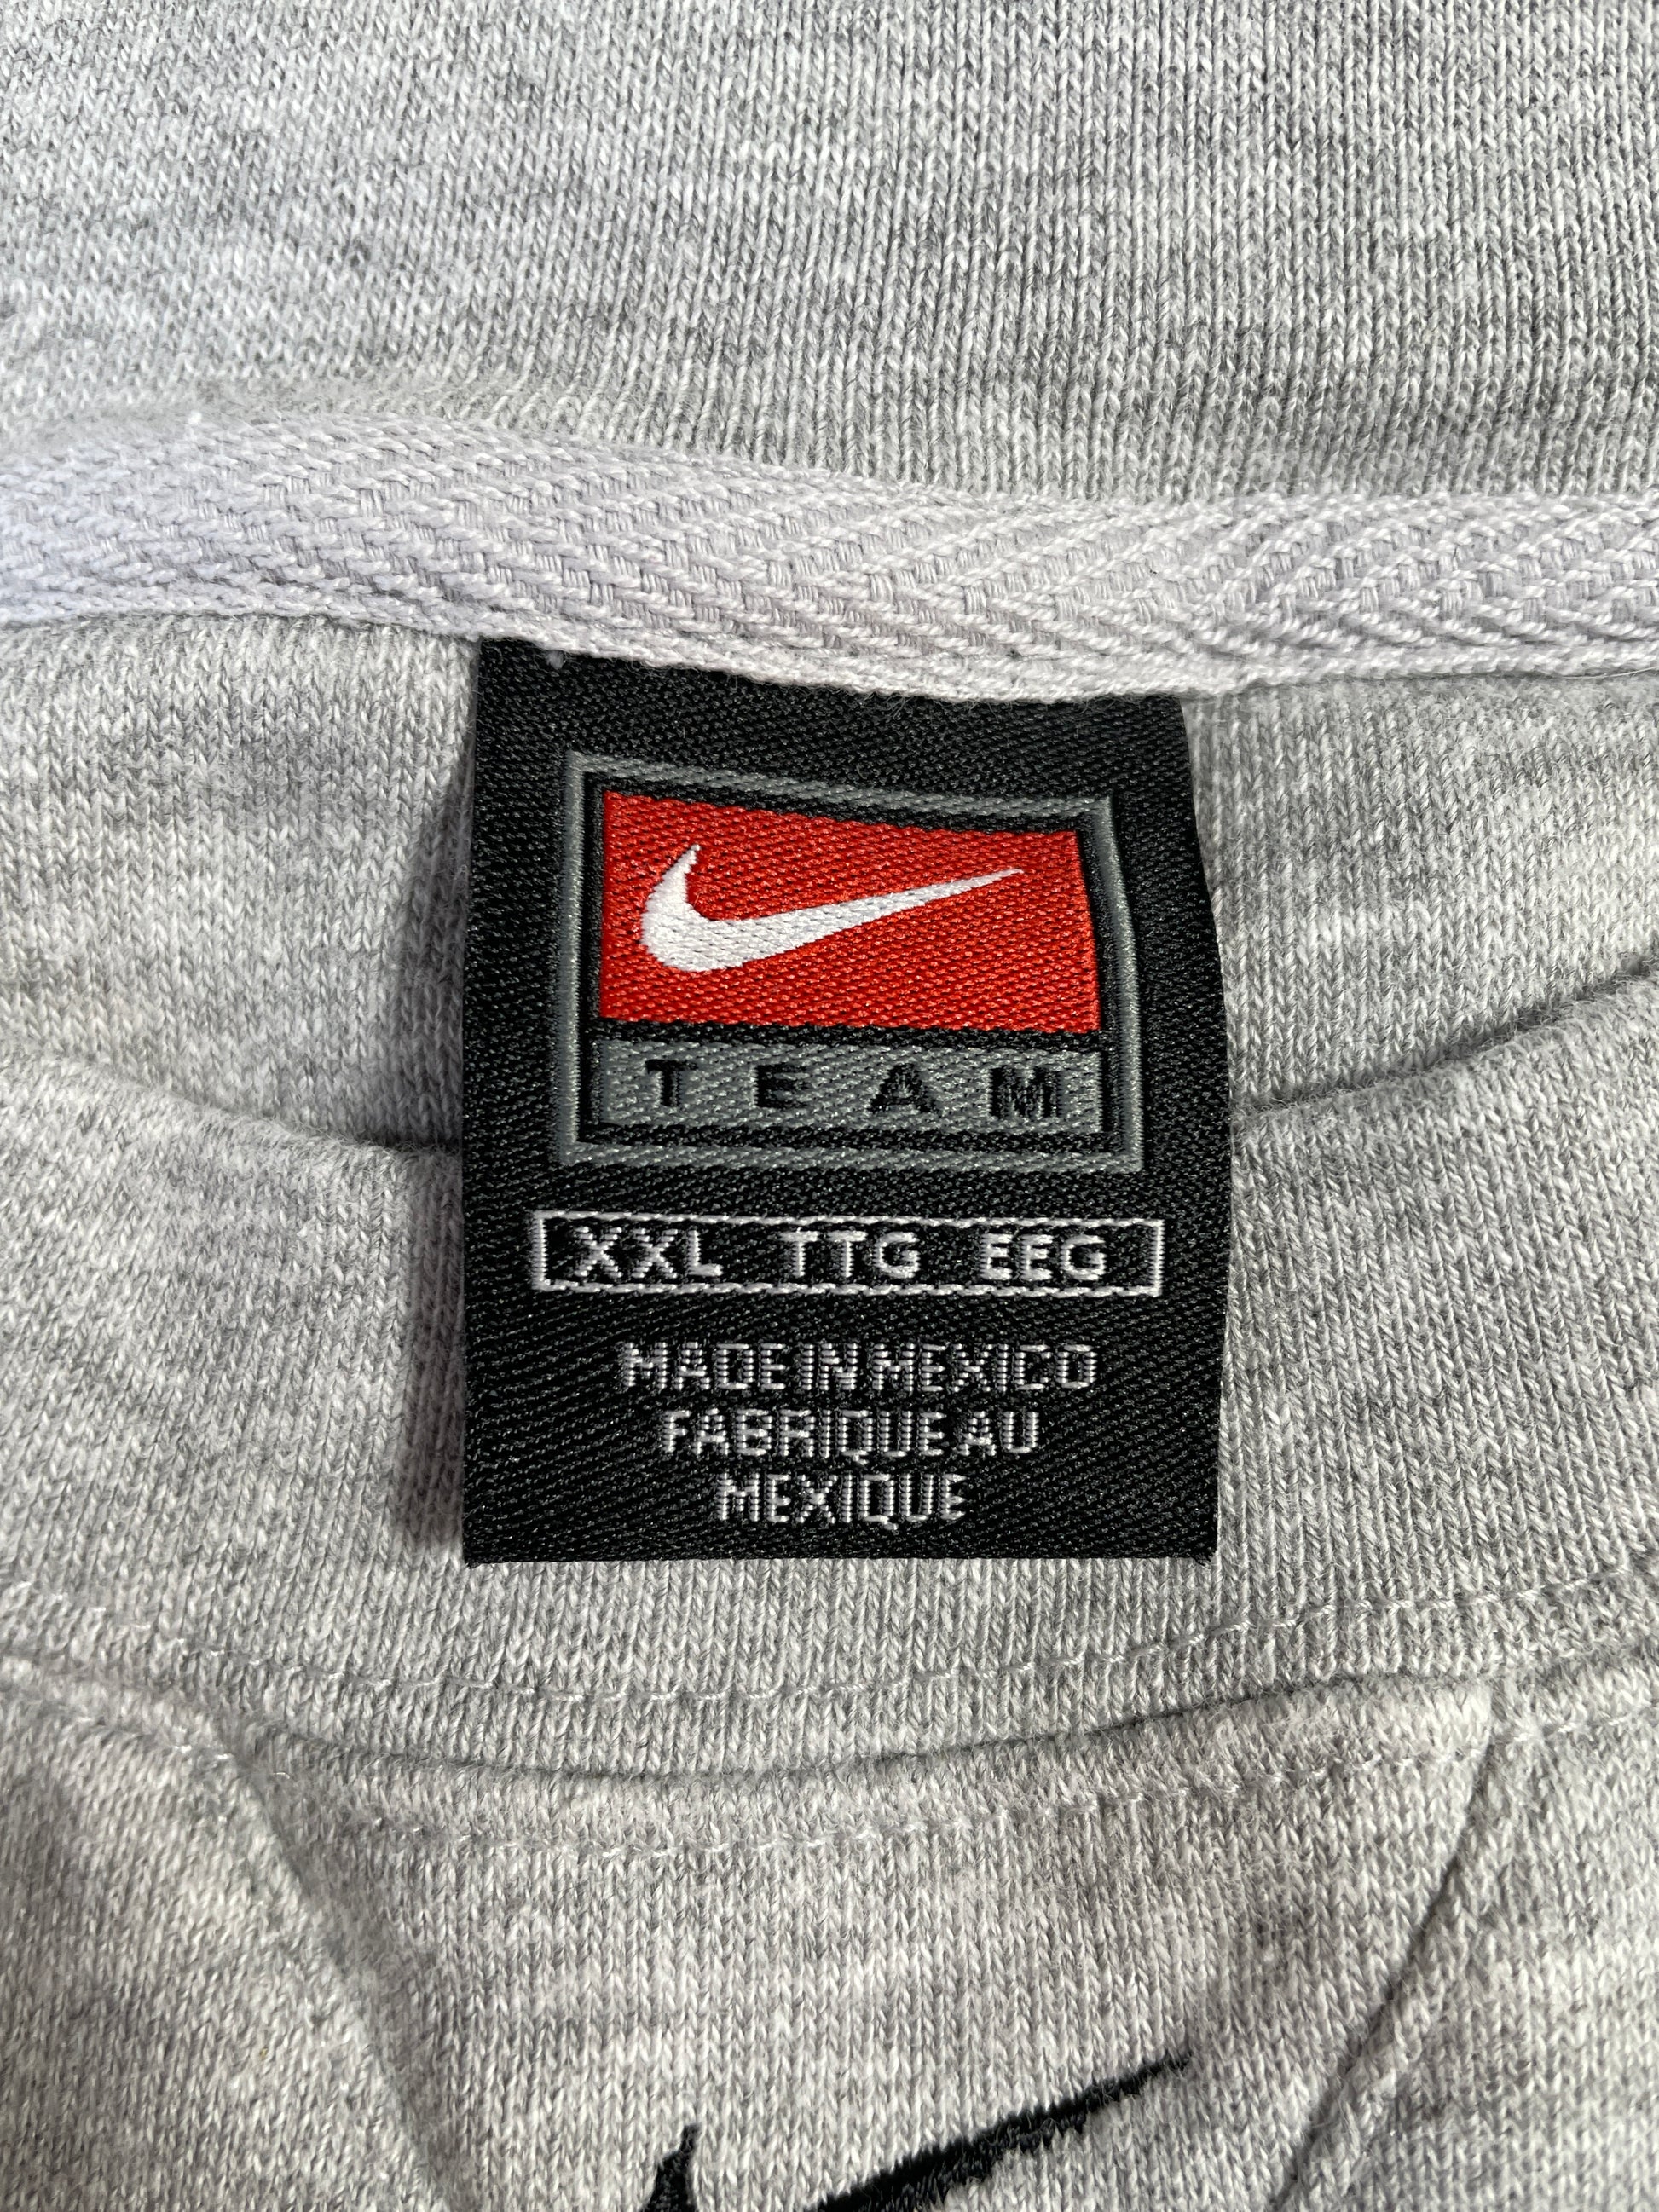 TEAM
XXL TTG EEG
MADE IN MEXICO
FABRIQUE AU
MEXIQUE